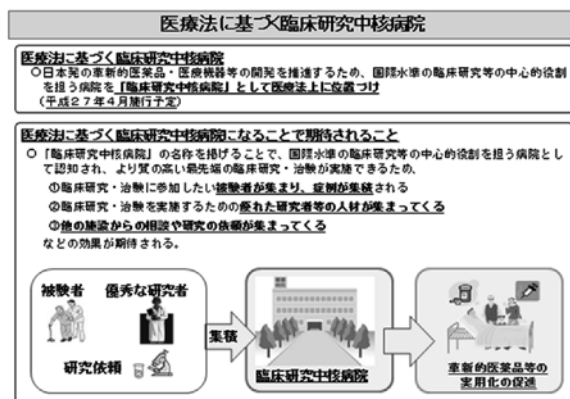 医療法に基づく臨床研究中核病院
医療法に基づく臨床研究中核病院
○日本発の革新的医薬品・医療機器等の開発を推進するため、国際水準の臨床研究等の中心的役割
を担う病院を「臨床研究中核病院」として医療法上に位置づけ
(平成27年4月施行予定)
医療法に基づく臨床研究中核病院になることで期待されること
○ 「臨床研究中核病院」の名称を掲げることで、国際水準の臨床研究等の中心的役割を担う病院とし
て認知され、より質の高い最先端の臨床研究・治験が実施できるため、
①臨床研究・治験に参加したい被験者が集まり、症例が集積される
②臨床研究・治験を実施するための優れた研究者等の人材が集まってくる
③他の施設からの相談や研究の依頼が集まってくる
などの効果が期待される。
被験者 優秀な研究者
研究依頼
集積
臨床研究中核病院
革新的医薬品等の
実用化の促進